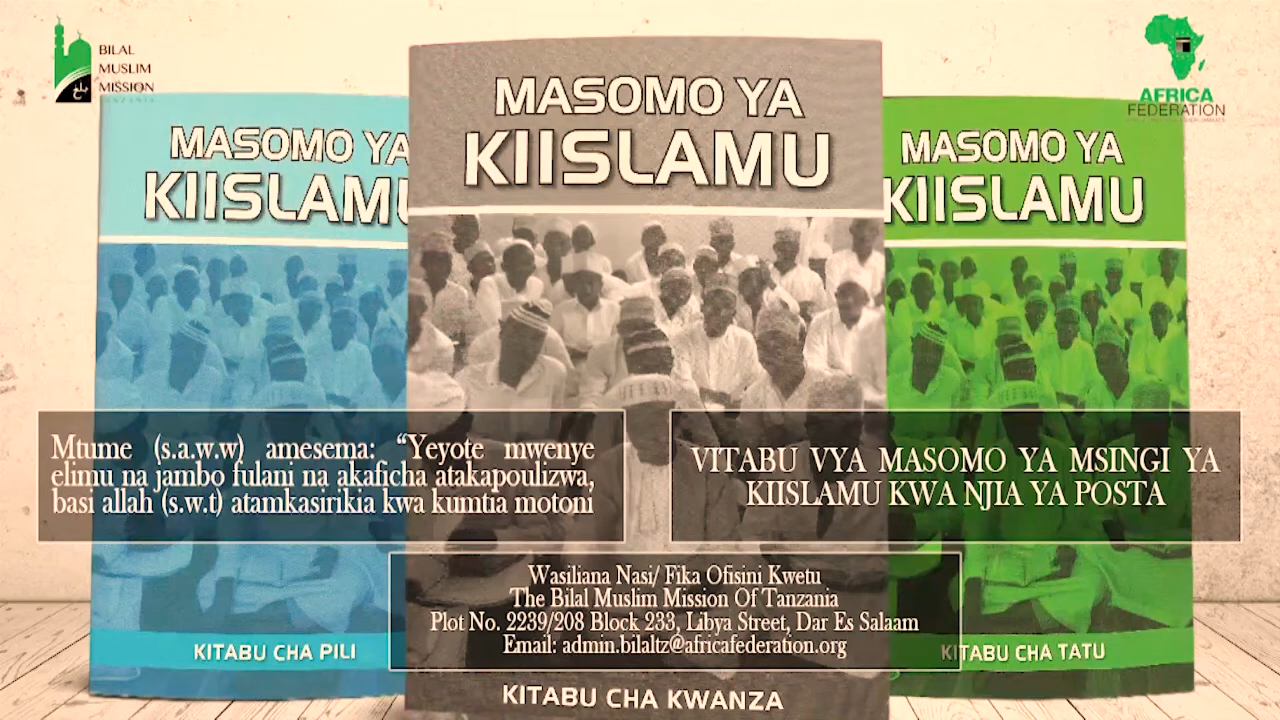 BILAL
MUSLIM
MISSION
TANZANIA
AFRICA
FEDERATION
MASOMO YA
KIISLAMU
KITABU CHA PILI
MASOMO YA
KIISLAMU
KITABU CHA KWANZA
MASOMO YA
KIISLAMU
KITABU CHA TATU
Mtume (s.a.w.w) amesema: “Yeyote mwenye
elimu na jambo fulani na akaficha atakapoulizwa,
basi allah (s.w.t) atamkasirikia kwa kumtia motoni
VITABU VYA MASOMO YA MSINGI YA
KIISLAMU KWA NJIA YA POSTA
Wasiliana Nasi/ Fika Ofisini Kwetu
The Bilal Muslim Mission Of Tanzania
Plot No. 2239/208 Block 233, Libya Street, Dar Es Salaam
Email: admin.bilaltz@africafederation.org